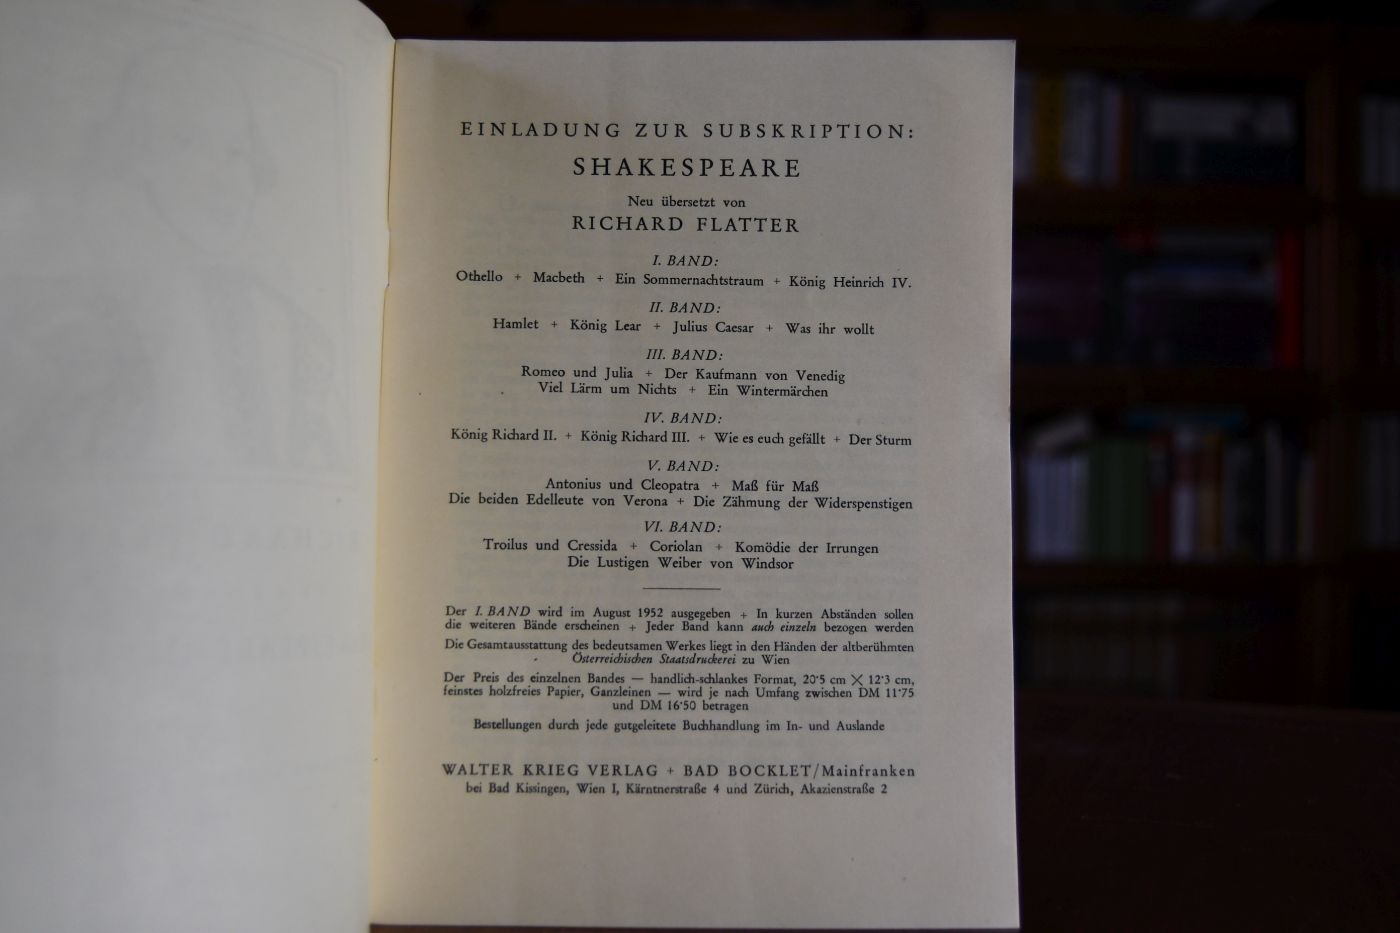 EINLADUNG ZUR SUBSKRIPTION:
SHAKESPEARE
Neu übersetzt von
RICHARD FLATTER
I. BAND:
Othello + Macbeth + Ein Sommernachtstraum + König Heinrich IV.
II. BAND:
Hamlet + König Lear + Julius Caesar + Was ihr wollt
III. BAND:
Romeo und Julia + Der Kaufmann von Venedig
Viel Lärm um Nichts + Ein Wintermärchen
IV. BAND:
König Richard II. + König Richard III. + Wie es euch gefällt + Der Sturm
V. BAND:
Antonius und Cleopatra + Maß für Maß
Die beiden Edelleute von Verona + Die Zähmung der Widerspenstigen
VI. BAND:
Troilus und Cressida + Coriolan + Komödie der Irrungen
Die Lustigen Weiber von Windsor
Der I. BAND wird im August 1952 ausgegeben + In kurzen Abständen sollen
die weiteren Bände erscheinen + Jeder Band kann auch einzeln bezogen werden
Die Gesamtausstattung des bedeutsamen Werkes liegt in den Händen der altberühmten
Österreichischen Staatsdruckerei zu Wien
Der Preis des einzelnen Bandes — handlich-schlankes Format, 20·5 cm × 12·3 cm,
feinstes holzfreies Papier, Ganzleinen — wird je nach Umfang zwischen DM 11·75
und DM 16·50 betragen
Bestellungen durch jede gutgeleitete Buchhandlung im In- und Auslande
WALTER KRIEG VERLAG + BAD BOCKLET/Mainfranken
bei Bad Kissingen, Wien I, Kärntnerstraße 4 und Zürich, Akazienstraße 2